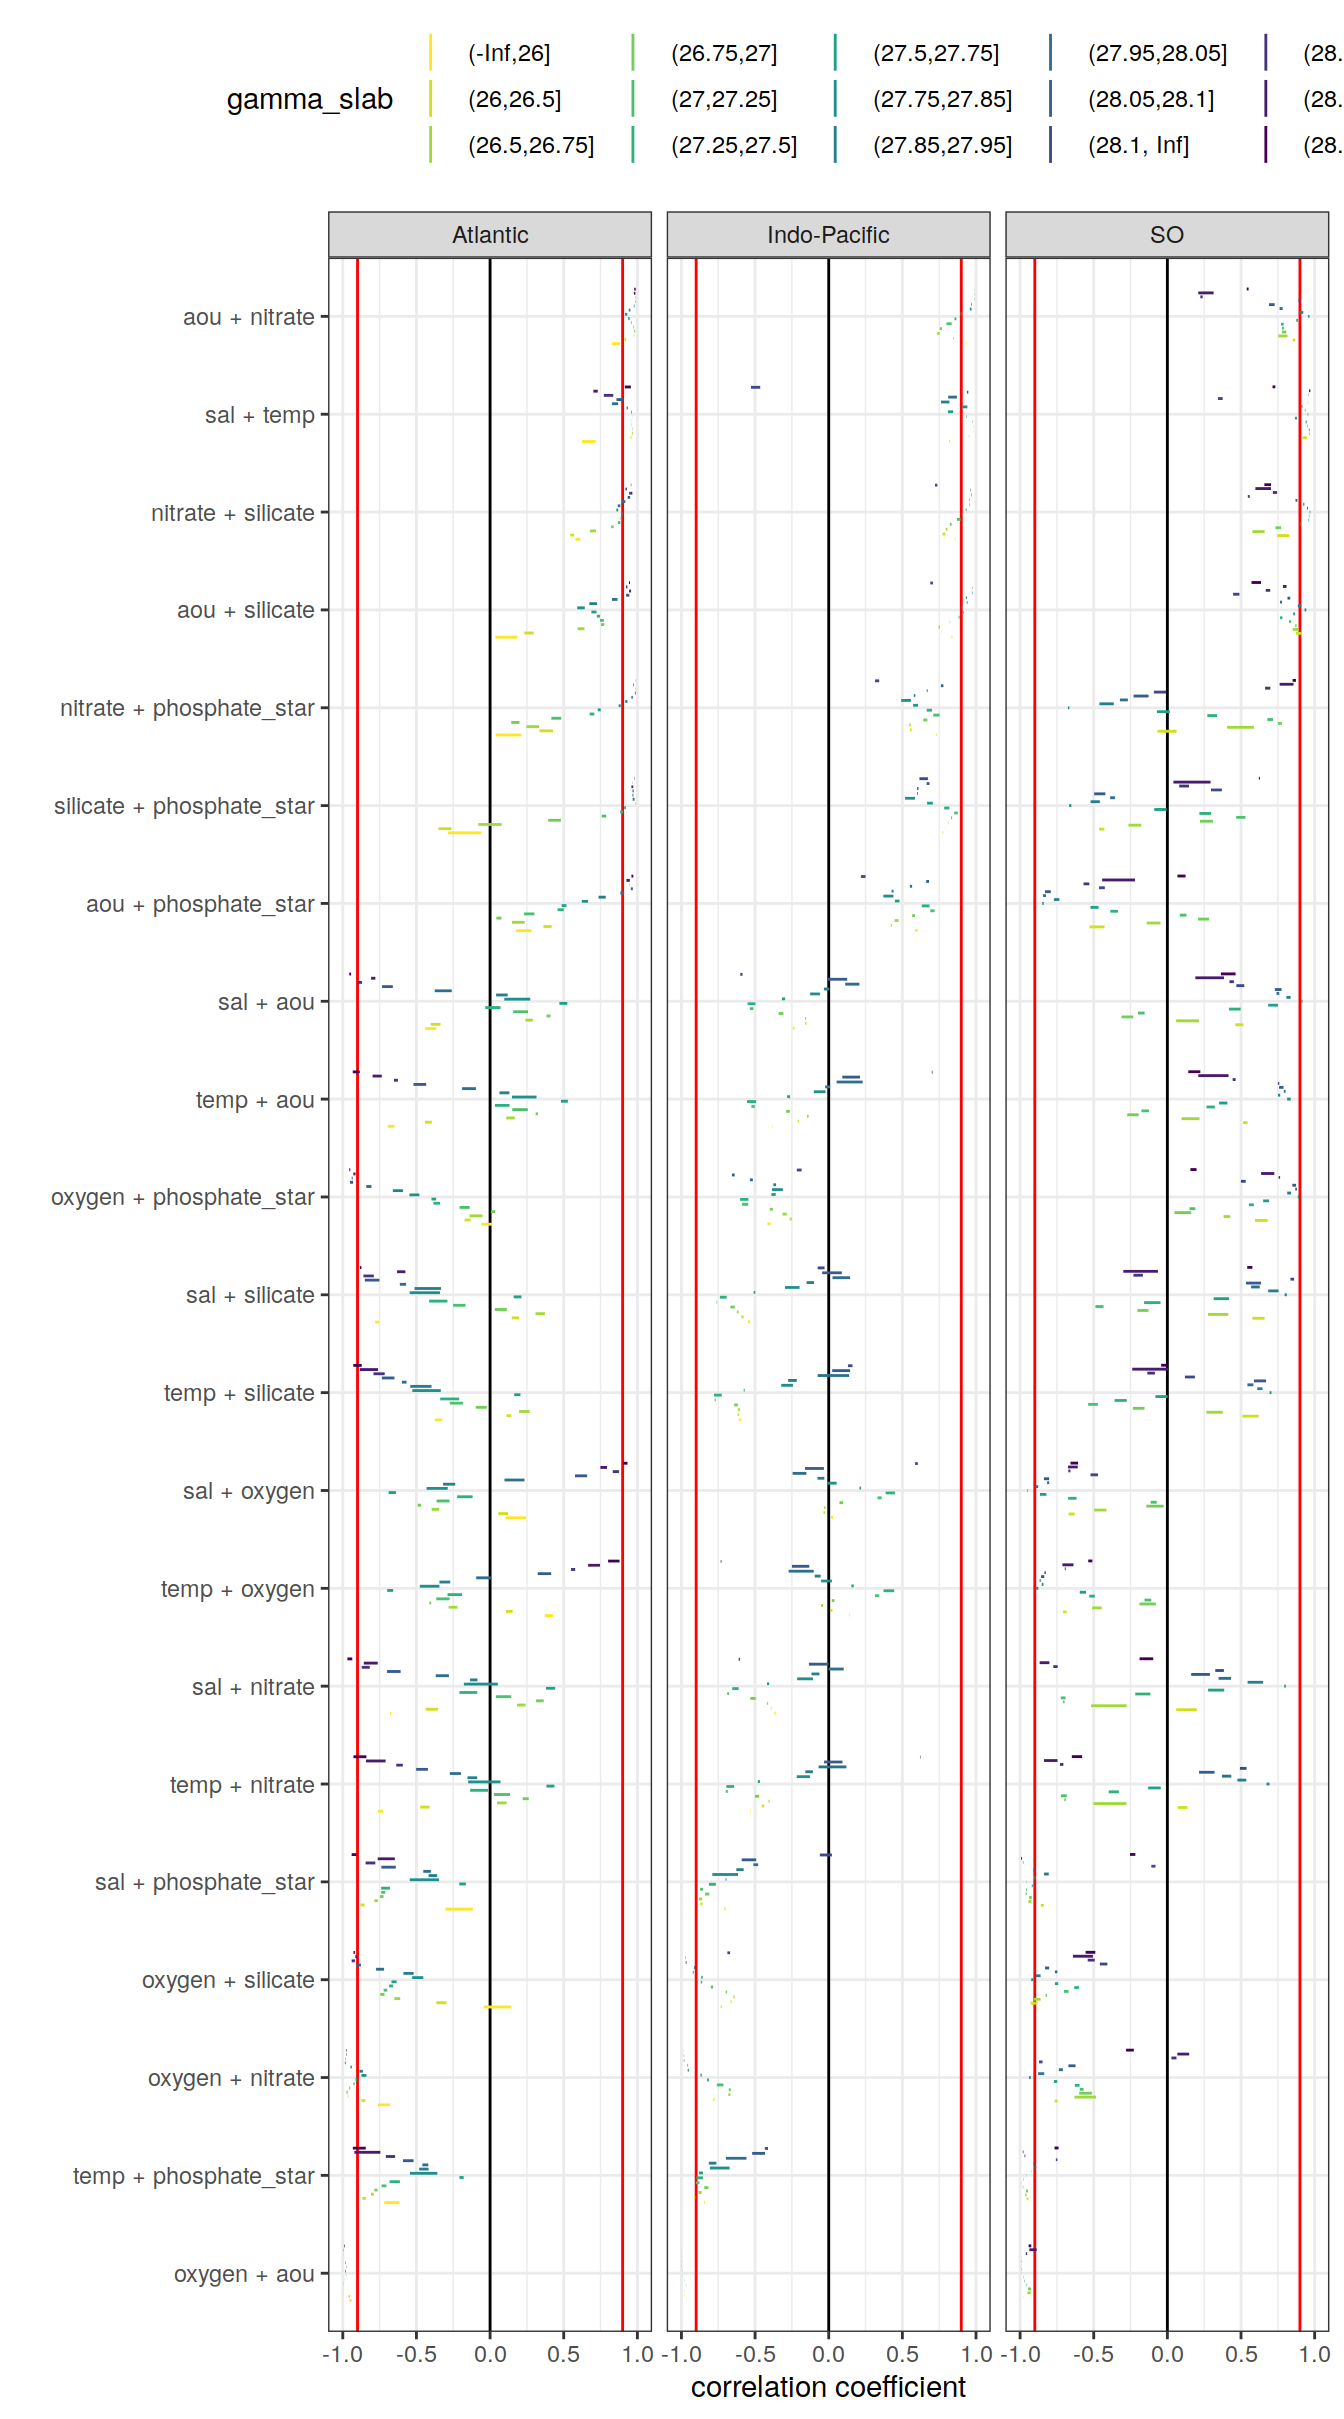 gamma_slab
(-Inf,26] (26.75,27] (27.5,27.75] (27.95,28.05] (28.
(26,26.5] (27,27.25] (27.75,27.85] (28.05,28.1] (28.
(26.5,26.75] (27.25,27.5] (27.85,27.95] (28.1, Inf] (28.
Atlantic Indo-Pacific SO
aou + nitrate
sal + temp
nitrate + silicate
aou + silicate
nitrate + phosphate_star
silicate + phosphate_star
aou + phosphate_star
sal + aou
temp + aou
oxygen + phosphate_star
sal + silicate
temp + silicate
sal + oxygen
temp + oxygen
sal + nitrate
temp + nitrate
sal + phosphate_star
oxygen + silicate
oxygen + nitrate
temp + phosphate_star
oxygen + aou
-1.0 -0.5 0.0 0.5 1.0 -1.0 -0.5 0.0 0.5 1.0 -1.0 -0.5 0.0 0.5 1.0
correlation coefficient